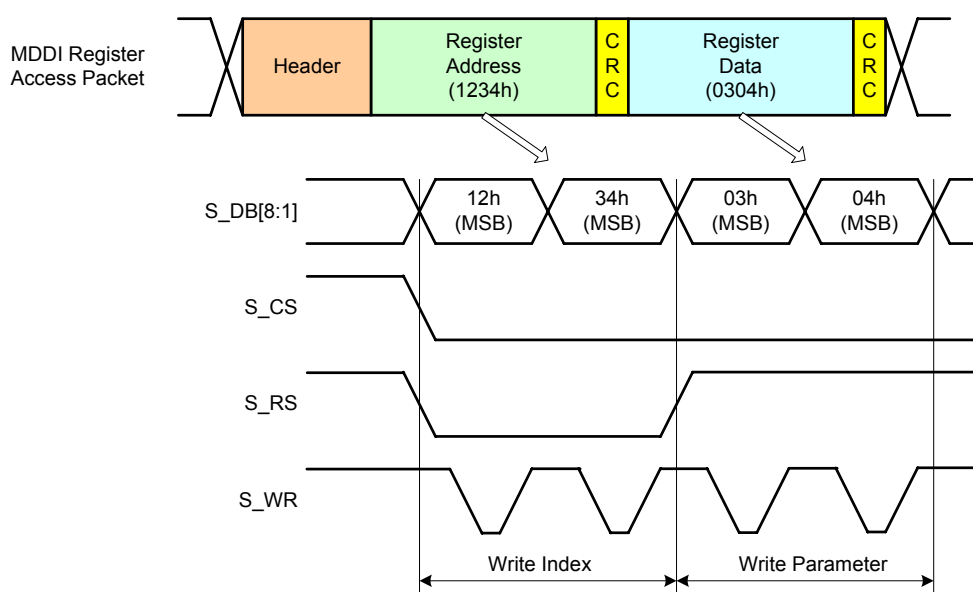 MDDI Register
Access Packet
Header
Register
Address
(1234h)
C
R
C
Register
Data
(0304h)
C
R
C
S_DB[8:1]
12h
(MSB)
34h
(MSB)
03h
(MSB)
04h
(MSB)
S_CS
S_RS
S_WR
Write Index
Write Parameter